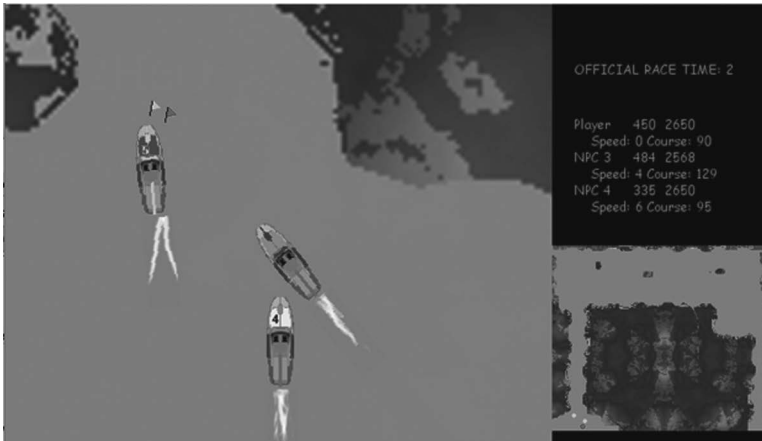 OFFICIAL RACE TIME: 2
Player 450 2650
Speed: 0 Course: 90
NPC 3 484 2568
Speed: 4 Course: 129
NPC 4 335 2650
Speed: 6 Course: 95
4